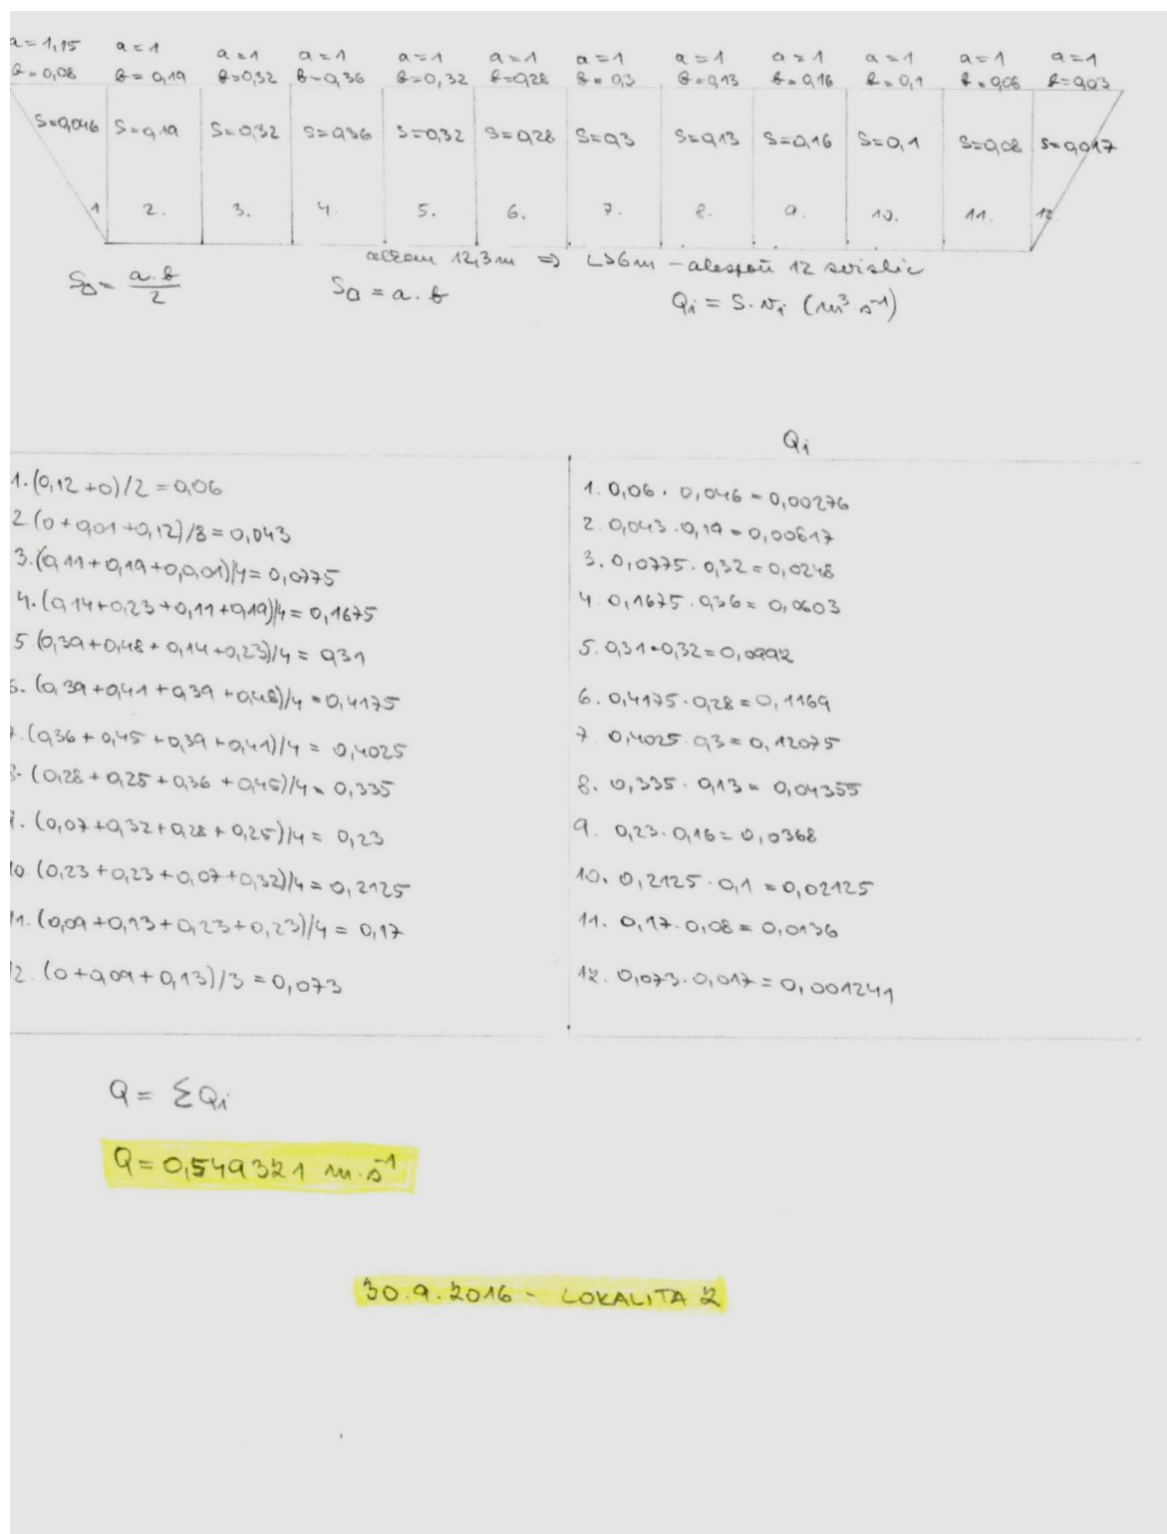 a=1,15 a=1 a=1 a=1 a=1 a=1 a=1 a=1 a=1 a=1 a=1 a=1
b=0,08 b=0,19 b=0,32 b=0,36 b=0,32 b=0,28 b=0,3 b=0,13 b=0,16 b=0,1 b=0,08 b=0,03
S=0,046 S=0,19 S=0,32 S=0,36 S=0,32 S=0,28 S=0,3 S=0,13 S=0,16 S=0,1 S=0,08 S=0,017
1 2. 3. 4. 5. 6. 7. 8. 9. 10. 11. 12
12,3m ⇒ L>6m - alespoň 12 svislic
S△ = a.b/2 S□ = a.b Qi = S.vi (m³ s⁻¹)
Qi
1. (0,12+0)/2=0,06
2. (0+0,01+0,12)/3=0,043
3. (0,11+0,19+0,0,01)/4=0,0775
4. (0,14+0,23+0,11+0,19)/4=0,1675
5 (0,39+0,48+0,14+0,23)/4=0,31
6. (0,39+0,41+0,39+0,48)/4=0,4175
7. (0,36+0,45+0,39+0,41)/4=0,4025
8. (0,28+0,25+0,36+0,45)/4=0,335
9. (0,07+0,32+0,28+0,25)/4=0,23
10. (0,23+0,23+0,07+0,32)/4=0,2125
11. (0,09+0,13+0,23+0,23)/4=0,17
12. (0+0,09+0,13)/3=0,073
1. 0,06.0,046=0,00276
2. 0,043.0,19=0,00817
3. 0,0775.0,32=0,0248
4. 0,1675.0,36=0,0603
5. 0,31.0,32=0,0992
6. 0,4175.0,28=0,1169
7. 0,4025.0,3=0,12075
8. 0,335.0,13=0,04355
9. 0,23.0,16=0,0368
10. 0,2125.0,1=0,02125
11. 0,17.0,08=0,0136
12. 0,073.0,017=0,001241
Q= ΣQi
Q=0,549321 m.s⁻¹
30.9.2016 - LOKALITA 2